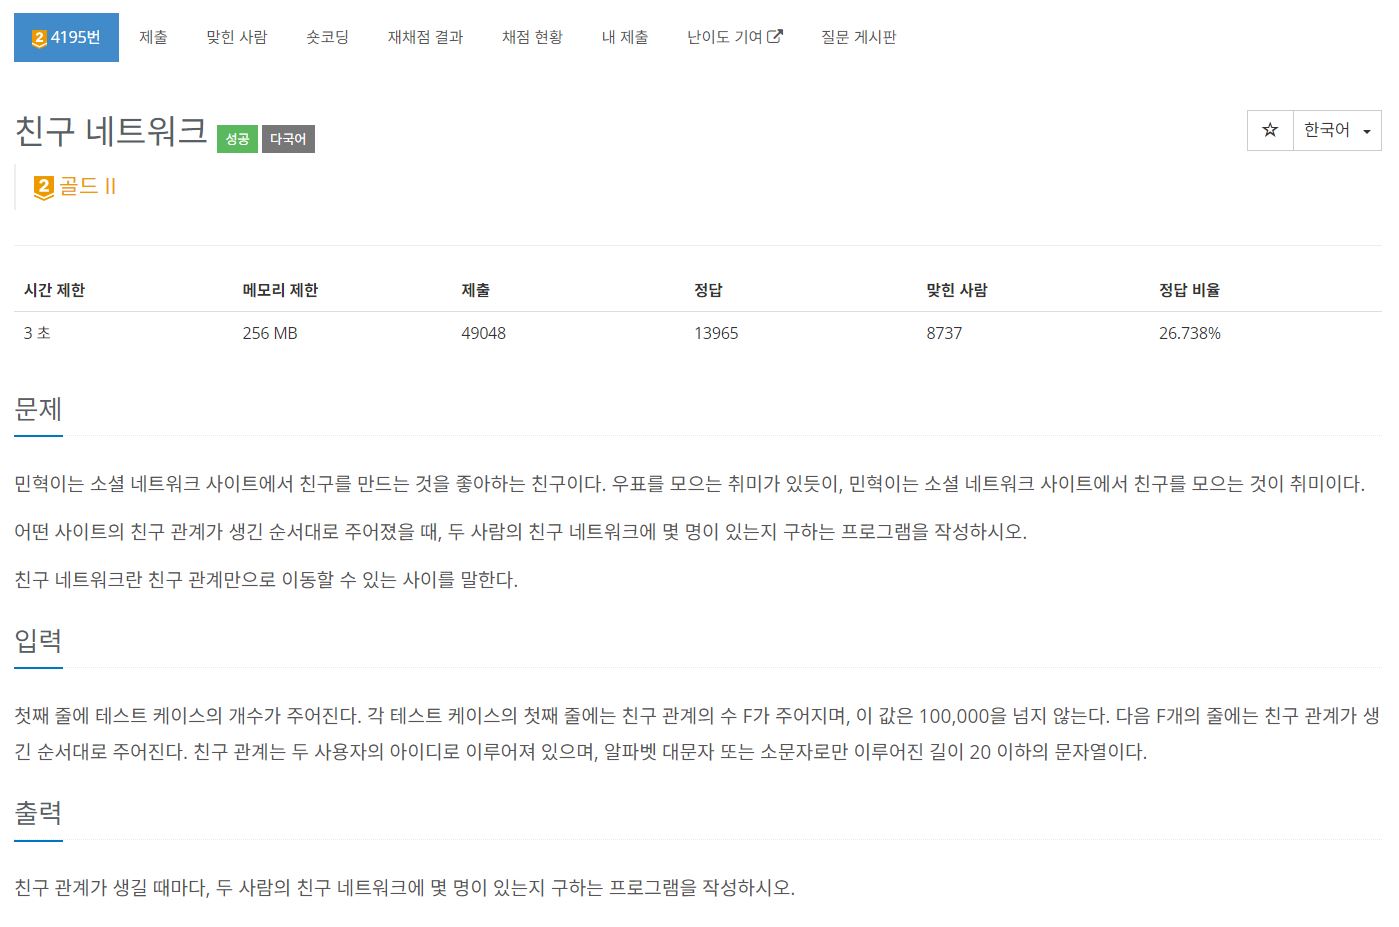 2 4195번 제출 맞힌 사람 숏코딩 재채점 결과 채점 현황 내 제출 난이도 기여 질문 게시판
친구 네트워크 성공 다국어 한국어
2 골드 II
시간 제한 메모리 제한 제출 정답 맞힌 사람 정답 비율
3 초 256 MB 49048 13965 8737 26.738%
문제
민혁이는 소셜 네트워크 사이트에서 친구를 만드는 것을 좋아하는 친구이다. 우표를 모으는 취미가 있듯이, 민혁이는 소셜 네트워크 사이트에서 친구를 모으는 것이 취미이다.
어떤 사이트의 친구 관계가 생긴 순서대로 주어졌을 때, 두 사람의 친구 네트워크에 몇 명이 있는지 구하는 프로그램을 작성하시오.
친구 네트워크란 친구 관계만으로 이동할 수 있는 사이를 말한다.
입력
첫째 줄에 테스트 케이스의 개수가 주어진다. 각 테스트 케이스의 첫째 줄에는 친구 관계의 수 F가 주어지며, 이 값은 100,000을 넘지 않는다. 다음 F개의 줄에는 친구 관계가 생
긴 순서대로 주어진다. 친구 관계는 두 사용자의 아이디로 이루어져 있으며, 알파벳 대문자 또는 소문자로만 이루어진 길이 20 이하의 문자열이다.
출력
친구 관계가 생길 때마다, 두 사람의 친구 네트워크에 몇 명이 있는지 구하는 프로그램을 작성하시오.